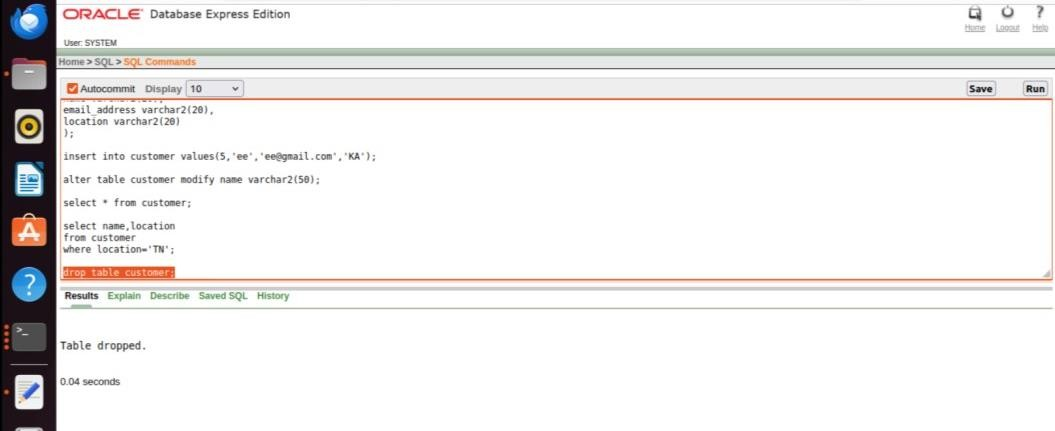 ORACLE® Database Express Edition
Home Logout Help
User: SYSTEM
Home > SQL > SQL Commands
Autocommit Display 10
Save Run
email_address varchar2(20),
location varchar2(20)
);
insert into customer values(5,'ee','ee@gmail.com','KA');
alter table customer modify name varchar2(50);
select * from customer;
select name,location
from customer
where location='TN';
drop table customer;
Results Explain Describe Saved SQL History
Table dropped.
0.04 seconds